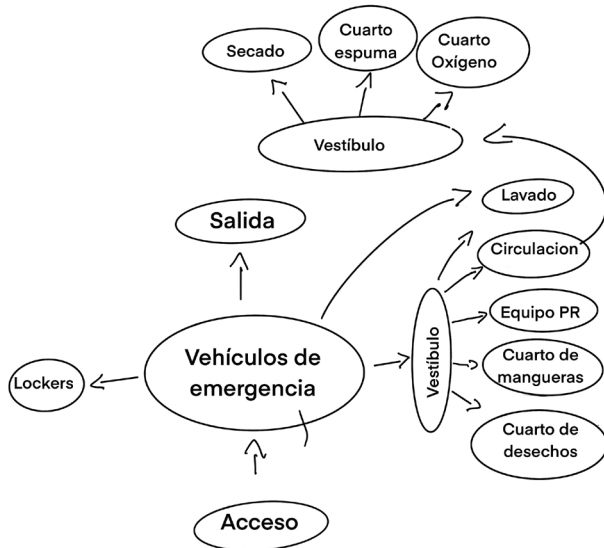 Secado
Cuarto
espuma
Cuarto
Oxígeno
Vestíbulo
Lavado
Salida
Circulacion
Equipo PR
Vestíbulo
Vehículos de
emergencia
Lockers
Cuarto de
mangueras
Cuarto de
desechos
Acceso